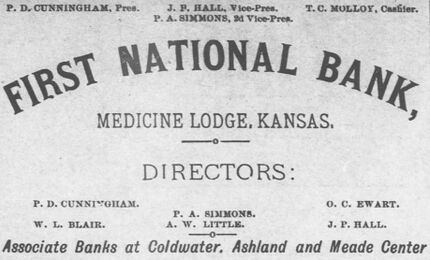 P. D. CUNNINGHAM, Pres. J. P. HALL, Vice-Pres. T. C. MOLLOY, Cashier.
P. A. SIMMONS, 2d Vice-Pres.
FIRST NATIONAL BANK,
MEDICINE LODGE, KANSAS.
DIRECTORS:
P. D. CUNNINGHAM. O. C. EWART.
P. A. SIMMONS.
W. L. BLAIR. A. W. LITTLE. J. P. HALL.
Associate Banks at Coldwater, Ashland and Meade Center